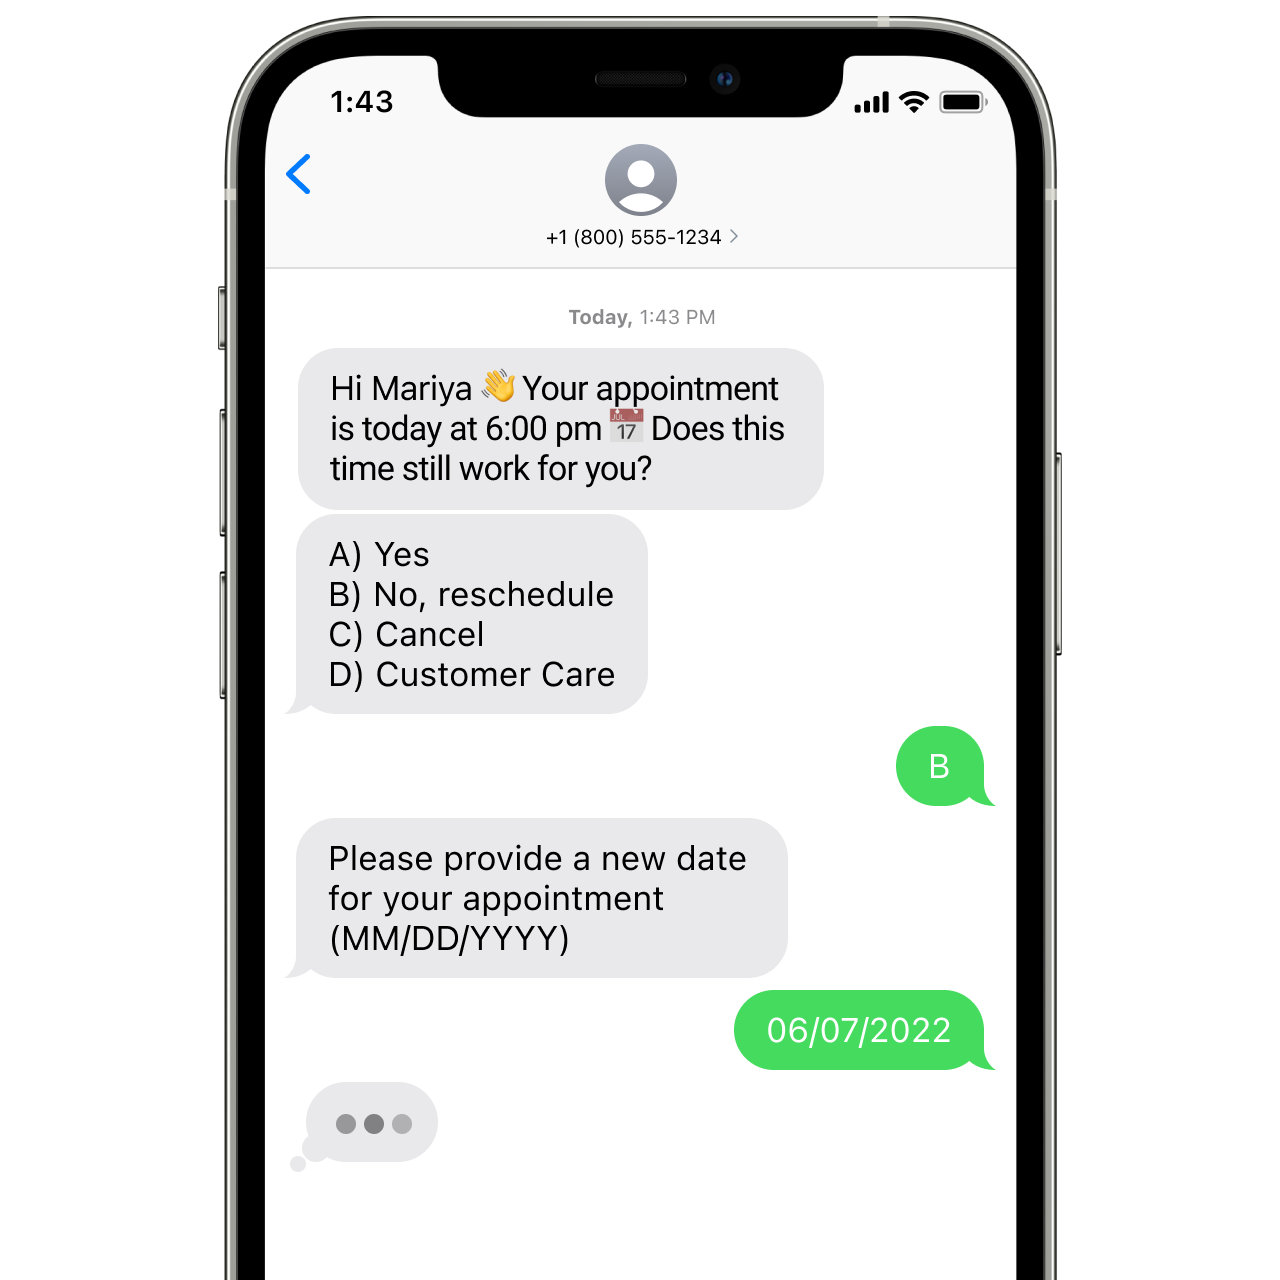 1:43
+1 (800) 555-1234
Today, 1:43 PM
Hi Mariya 👋 Your appointment
is today at 6:00 pm 📅 Does this
time still work for you?
JUL
17
A) Yes
B) No, reschedule
C) Cancel
D) Customer Care
B
Please provide a new date
for your appointment
(MM/DD/YYYY)
06/07/2022